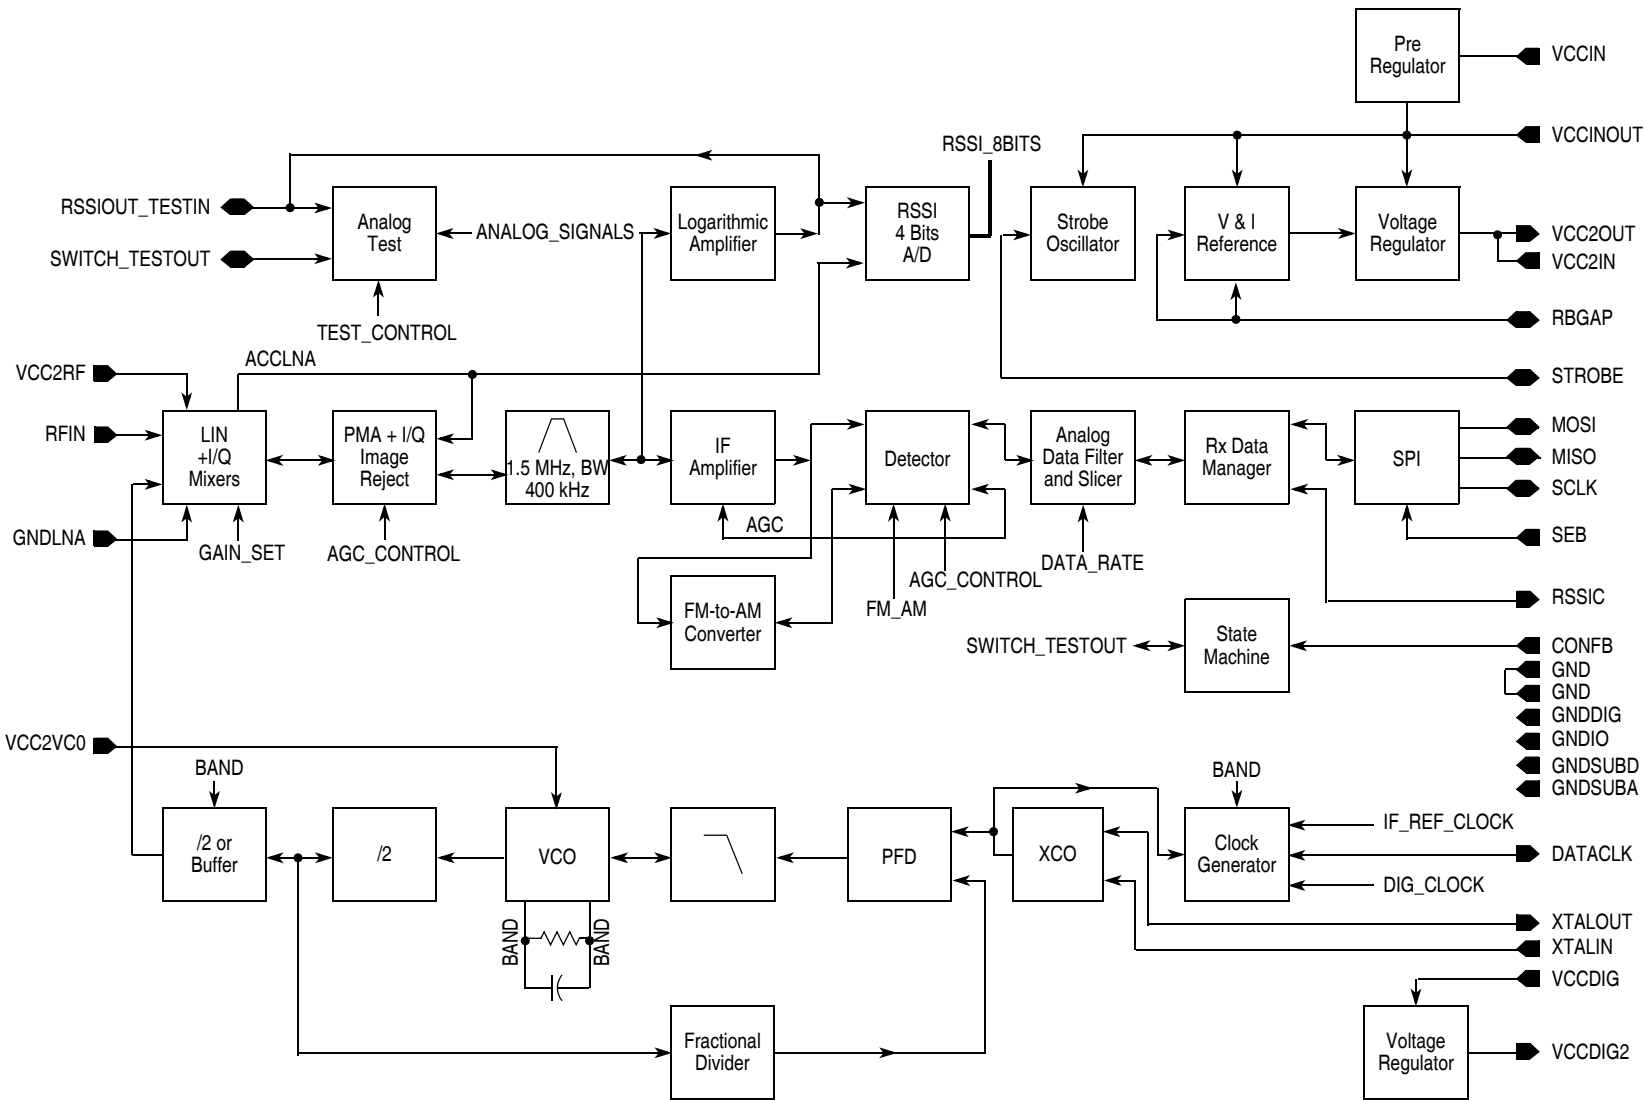 Pre
Regulator
VCCIN
VCCINOUT
RSSI_8BITS
RSSIOUT_TESTIN
SWITCH_TESTOUT
Analog
Test
ANALOG_SIGNALS
Logarithmic
Amplifier
RSSI
4 Bits
A/D
Strobe
Oscillator
V & I
Reference
Voltage
Regulator
VCC2OUT
VCC2IN
RBGAP
TEST_CONTROL
ACCLNA
STROBE
VCC2RF
RFIN
GNDLNA
LIN
+I/Q
Mixers
PMA + I/Q
Image
Reject
1.5 MHz, BW
400 kHz
IF
Amplifier
Detector
Analog
Data Filter
and Slicer
Rx Data
Manager
SPI
MOSI
MISO
SCLK
SEB
GAIN_SET
AGC_CONTROL
AGC
AGC_CONTROL
FM_AM
DATA_RATE
RSSIC
FM-to-AM
Converter
SWITCH_TESTOUT
State
Machine
CONFB
GND
GND
GNDDIG
GNDIO
GNDSUBD
GNDSUBA
VCC2VC0
BAND
BAND
/2 or
Buffer
/2
VCO
PFD
XCO
Clock
Generator
IF_REF_CLOCK
DATACLK
DIG_CLOCK
BAND
BAND
XTALOUT
XTALIN
VCCDIG
Fractional
Divider
Voltage
Regulator
VCCDIG2